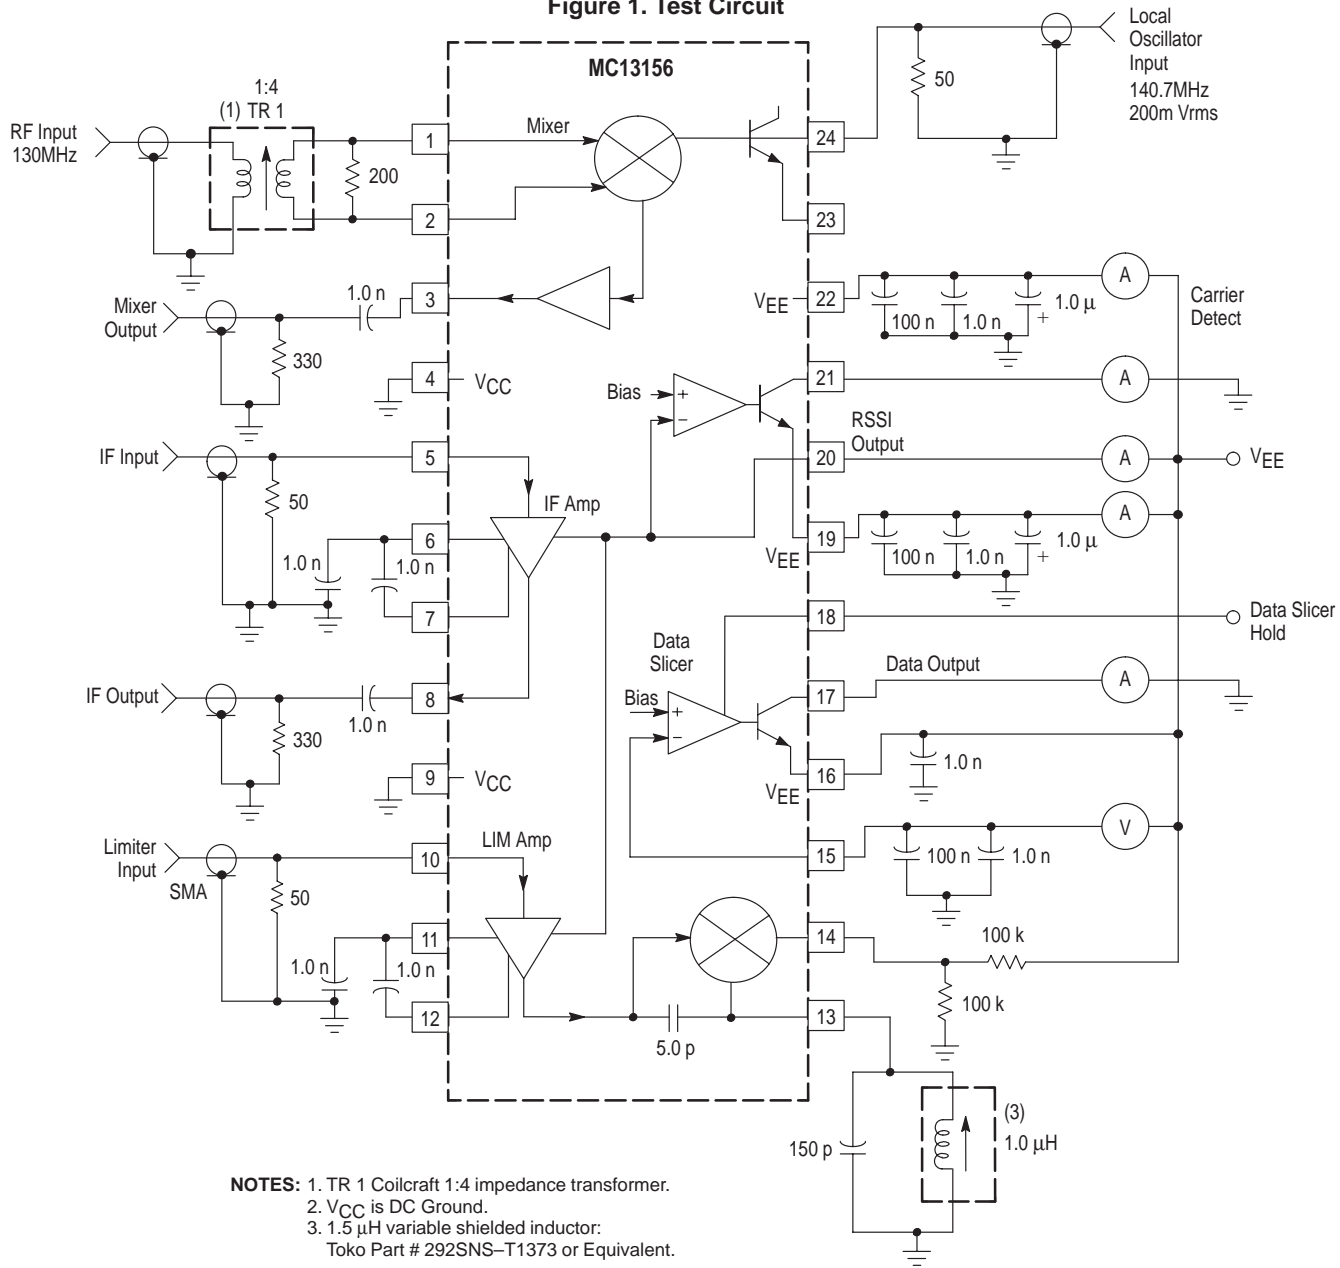 Figure 1. Test Circuit
MC13156
Local
Oscillator
Input
140.7MHz
200m Vrms
50
1:4
(1) TR 1
RF Input
130MHz
200
1
2
Mixer
24
23
Mixer
Output
1.0 n
3
330
VEE
22
100 n
1.0 n
+
1.0 µ
A
Carrier
Detect
4
VCC
Bias
+
–
21
A
RSSI
Output
20
A
VEE
IF Input
5
50
IF Amp
1.0 n
6
1.0 n
7
VEE
19
100 n
1.0 n
+
1.0 µ
A
18
Data Slicer
Hold
Data
Slicer
Bias
+
–
17
Data Output
A
IF Output
8
1.0 n
330
VEE
16
1.0 n
9
VCC
Limiter
Input
SMA
10
50
LIM Amp
15
100 n
1.0 n
V
1.0 n
11
1.0 n
12
14
100 k
100 k
5.0 p
13
150 p
(3)
1.0 µH
NOTES: 1. TR 1 Coilcraft 1:4 impedance transformer.
2. VCC is DC Ground.
3. 1.5 µH variable shielded inductor:
Toko Part # 292SNS–T1373 or Equivalent.